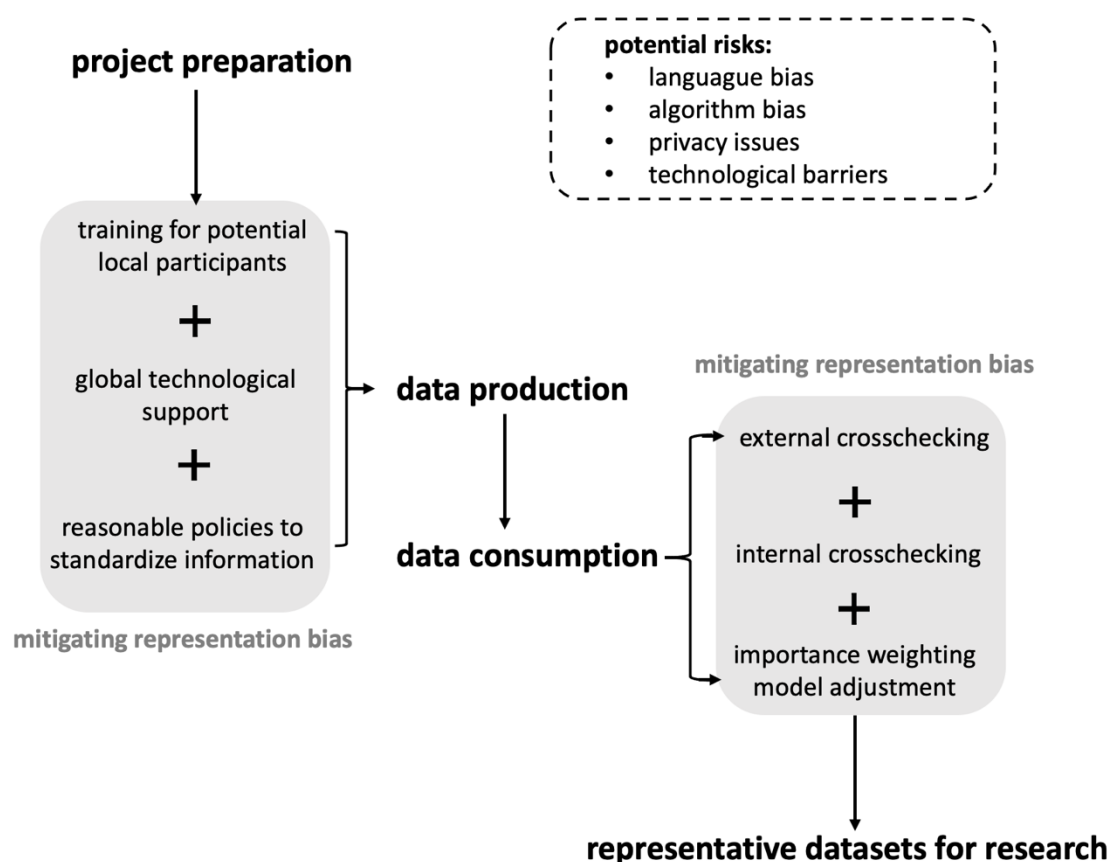 project preparation
potential risks:
• languague bias
• algorithm bias
• privacy issues
• technological barriers
training for potential
local participants
+
global technological
support
+
reasonable policies to
standardize information
mitigating representation bias
data production
data consumption
mitigating representation bias
external crosschecking
+
internal crosschecking
+
importance weighting
model adjustment
representative datasets for research